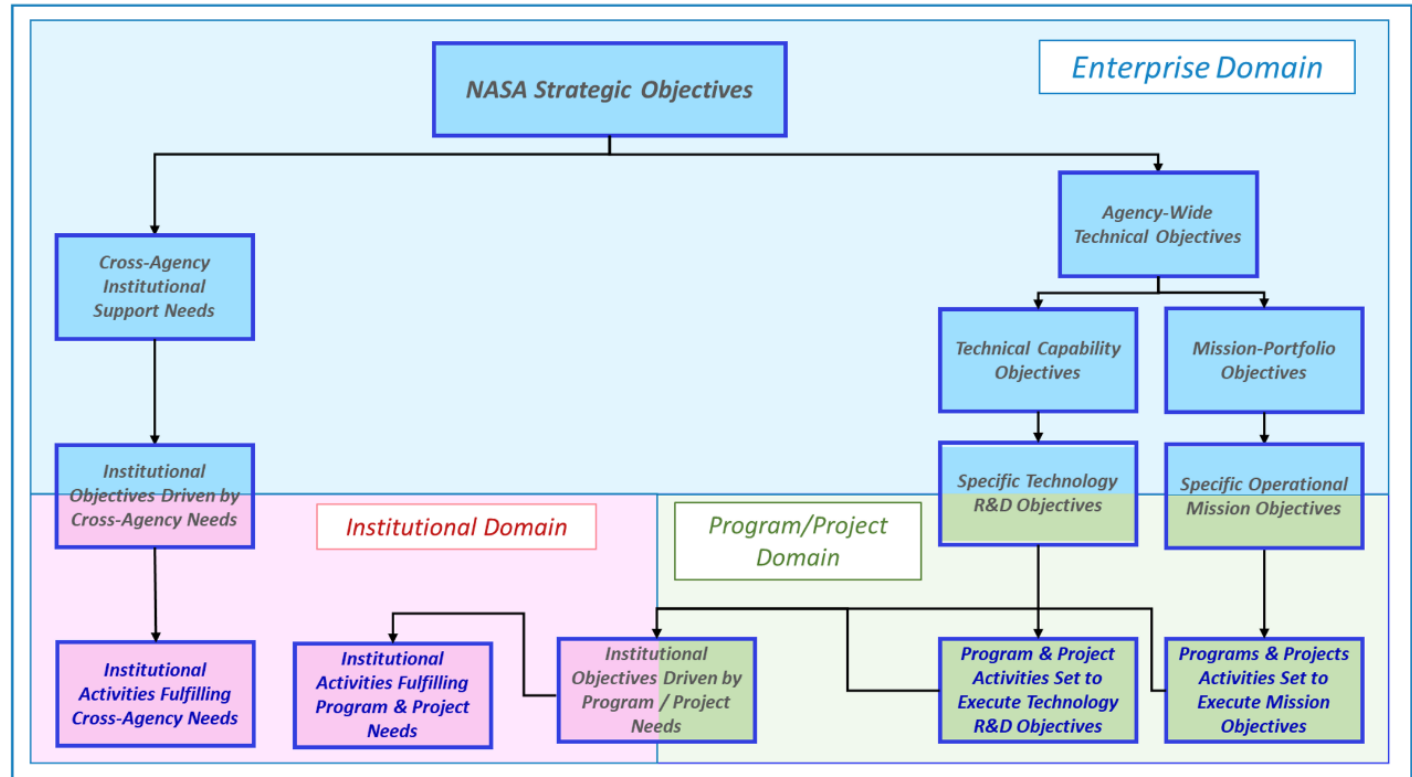 Enterprise Domain
NASA Strategic Objectives
Agency-Wide
Technical Objectives
Cross-Agency
Institutional
Support Needs
Technical Capability
Objectives
Mission-Portfolio
Objectives
Institutional
Objectives Driven by
Cross-Agency Needs
Specific Technology
R&D Objectives
Specific Operational
Mission Objectives
Institutional Domain
Program/Project
Domain
Institutional
Activities Fulfilling
Cross-Agency Needs
Institutional
Activities Fulfilling
Program & Project
Needs
Institutional
Objectives Driven by
Program / Project
Needs
Program & Project
Activities Set to
Execute Technology
R&D Objectives
Programs & Projects
Activities Set to
Execute Mission
Objectives